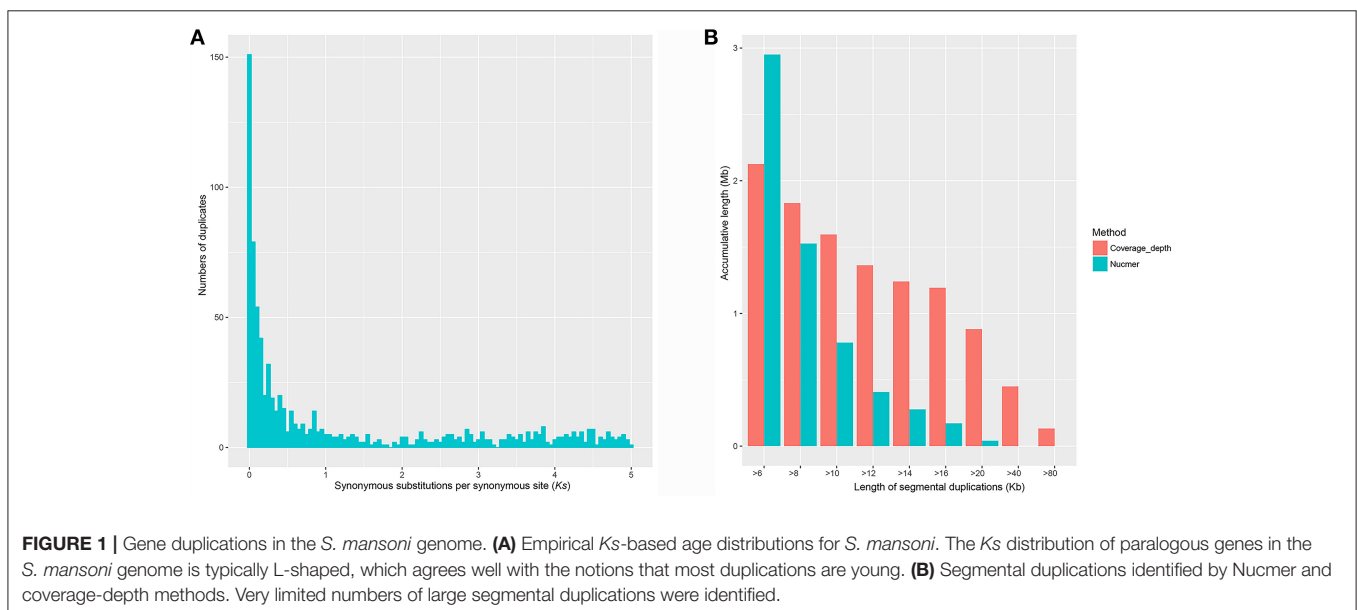 A
150
100
50
0
Numbers of duplicates
0 1 2 3 4 5
Synonymous substitutions per synonymous site (Ks)
B
3
2
1
0
Accumulative length (Mb)
>6 >8 >10 >12 >14 >16 >20 >40 >80
Length of segmental duplications (Kb)
Method
Coverage_depth
Nucmer
FIGURE 1 | Gene duplications in the S. mansoni genome. (A) Empirical Ks-based age distributions for S. mansoni. The Ks distribution of paralogous genes in the
S. mansoni genome is typically L-shaped, which agrees well with the notions that most duplications are young. (B) Segmental duplications identified by Nucmer and
coverage-depth methods. Very limited numbers of large segmental duplications were identified.